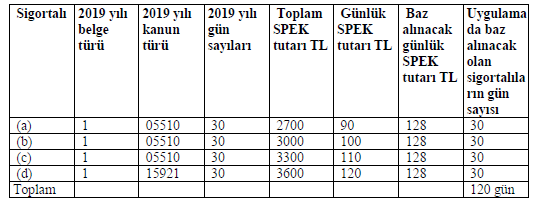 Sigortalı 2019 yılı belge türü 2019 yılı kanun türü 2019 yılı gün sayıları Toplam SPEK tutarı TL Günlük SPEK tutarı TL Baz alınacak günlük SPEK tutarı TL Uygulama da baz alınacak olan sigortalıla rın gün sayısı
(a) 1 05510 30 2700 90 128 30
(b) 1 05510 30 3000 100 128 30
(c) 1 05510 30 3300 110 128 30
(d) 1 15921 30 3600 120 128 30
Toplam 120 gün